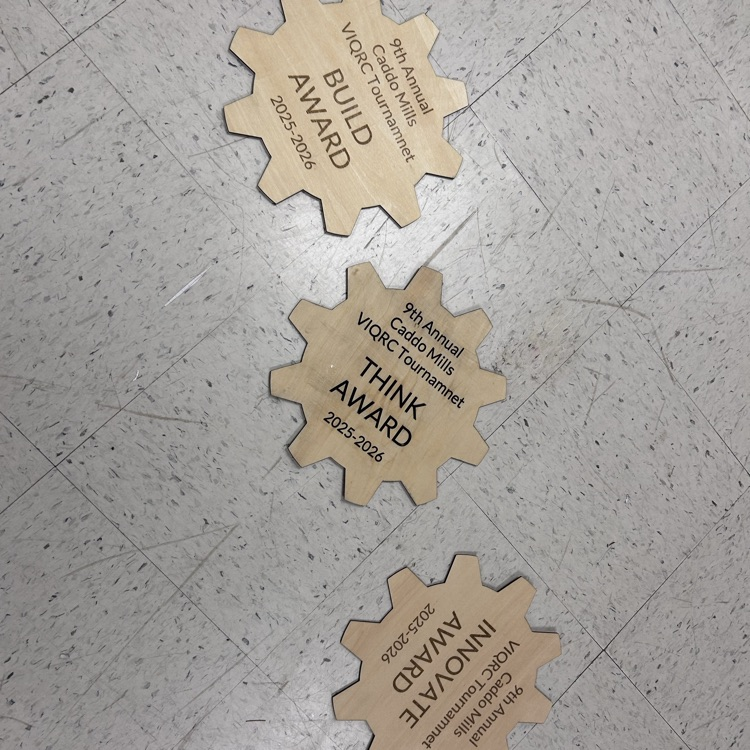 9th Annual
Caddo Mills
VIQRC Tournamnet
BUILD
AWARD
2025-2026
9th Annual
Caddo Mills
VIQRC Tournamnet
THINK
AWARD
2025-2026
9th Annual
Caddo Mills
VIQRC Tournamnet
INNOVATE
AWARD
2025-2026